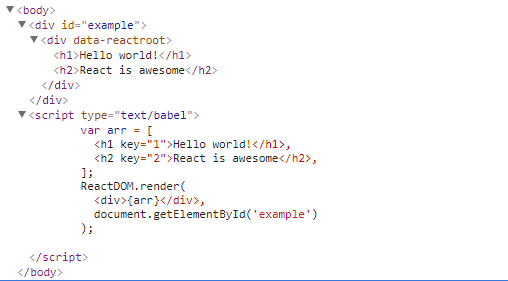 ▼<body>
▼<div id="example">
▼<div data-reactroot>
<h1>Hello world!</h1>
<h2>React is awesome</h2>
</div>
</div>
▼<script type="text/babel">
var arr = [
<h1 key="1">Hello world!</h1>,
<h2 key="2">React is awesome</h2>,
];
ReactDOM.render(
<div>{arr}</div>,
document.getElementById('example')
);
</script>
</body>